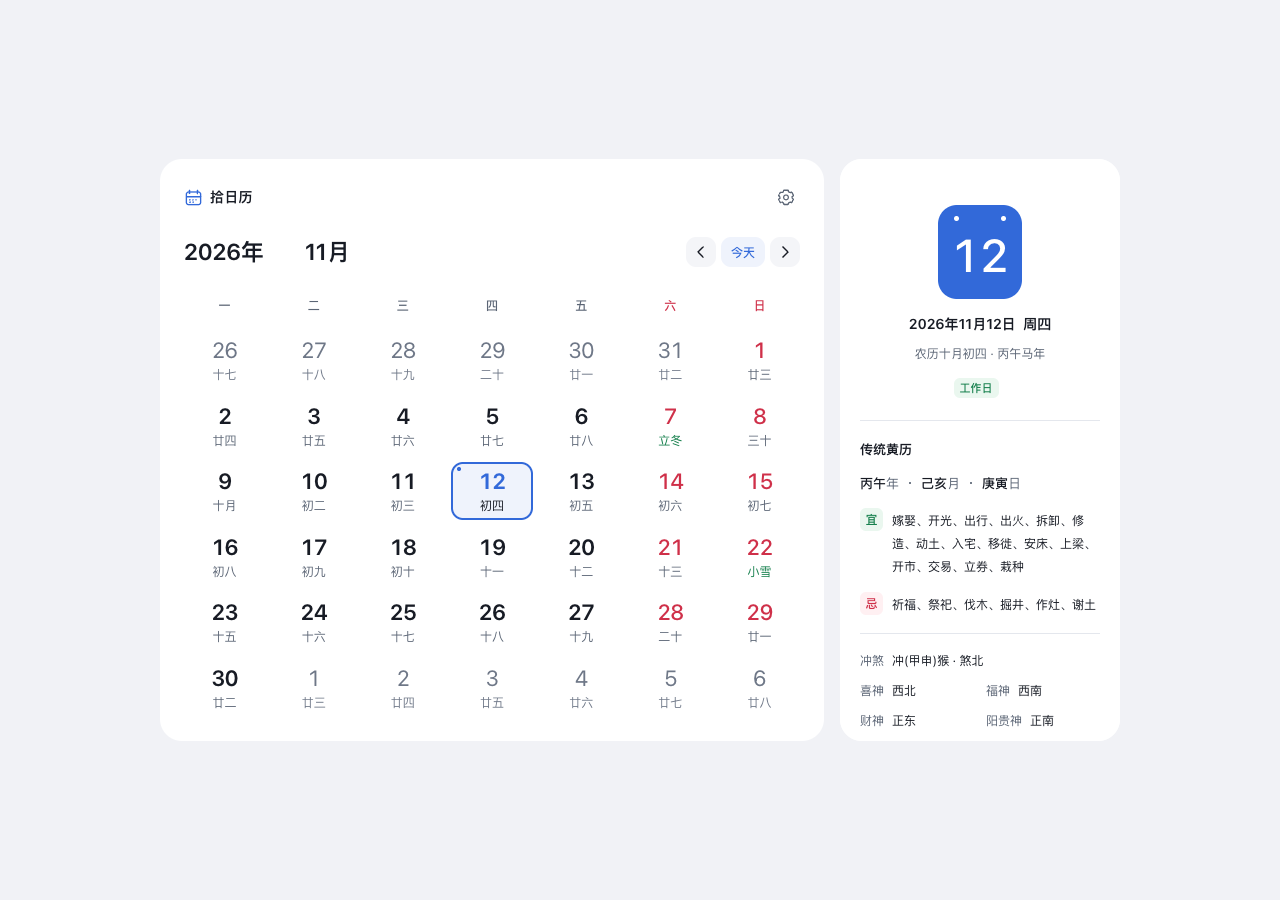 拾日历
2026年 11月
今天
一 二 三 四 五 六 日
26 27 28 29 30 31 1
十七 十八 十九 二十 廿一 廿二 廿三
2 3 4 5 6 7 8
廿四 廿五 廿六 廿七 廿八 立冬 三十
9 10 11 12 13 14 15
十月 初二 初三 初四 初五 初六 初七
16 17 18 19 20 21 22
初八 初九 初十 十一 十二 十三 小雪
23 24 25 26 27 28 29
十五 十六 十七 十八 十九 二十 廿一
30 1 2 3 4 5 6
廿二 廿三 廿四 廿五 廿六 廿七 廿八
12
2026年11月12日 周四
农历十月初四 · 丙午马年
工作日
传统黄历
丙午年 · 己亥月 · 庚寅日
宜 嫁娶、开光、出行、出火、拆卸、修
造、动土、入宅、移徙、安床、上梁、
开市、交易、立券、栽种
忌 祈福、祭祀、伐木、掘井、作灶、谢土
冲煞 冲(甲申)猴 · 煞北
喜神 西北 福神 西南
财神 正东 阳贵神 正南